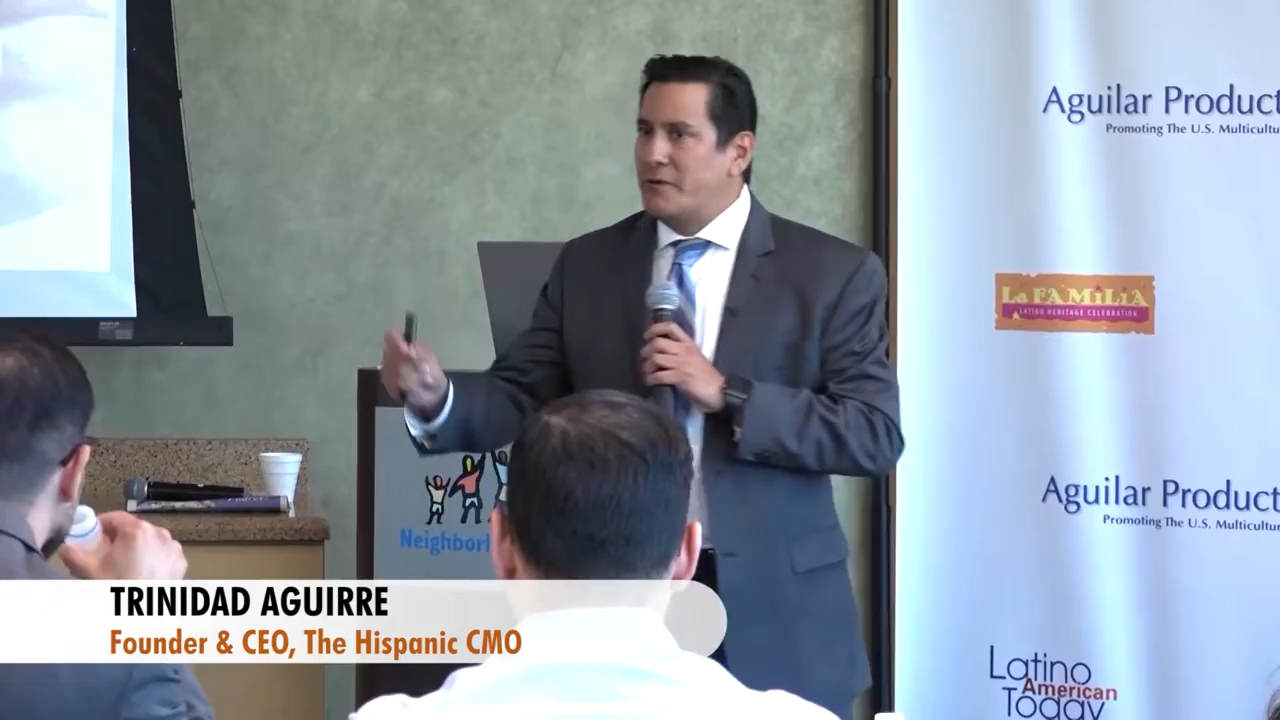 Aguilar Product
Promoting The U.S. Multicultu
La FAMiLiA
LATINO HERITAGE CELEBRATION
Aguilar Product
Promoting The U.S. Multicultu
Neighborh
TRINIDAD AGUIRRE
Founder & CEO, The Hispanic CMO
Latino
American
Today